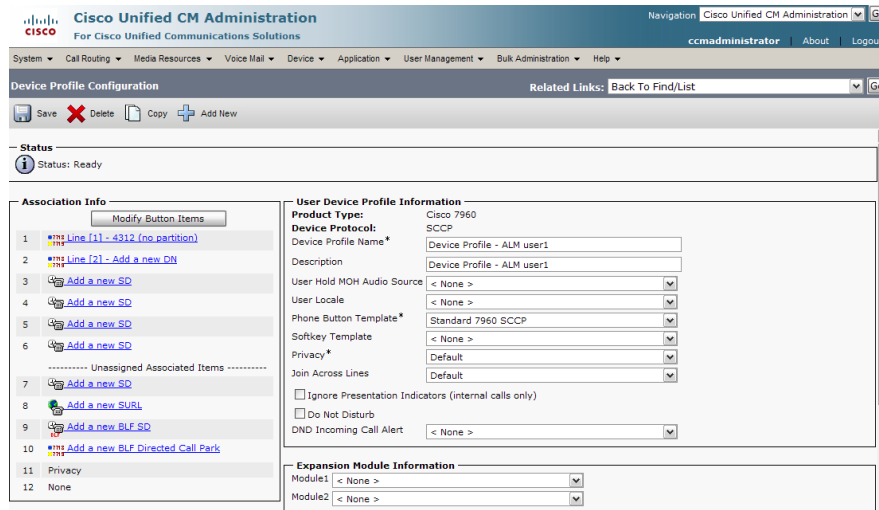 cisco
Cisco Unified CM Administration
For Cisco Unified Communications Solutions
Navigation Cisco Unified CM Administration
ccmadministrator | About | Logou
System Call Routing Media Resources Voice Mail Device Application User Management Bulk Administration Help
Device Profile Configuration
Related Links: Back To Find/List
Save Delete Copy Add New
Status
Status: Ready
Association Info
Modify Button Items
1 Line [1] - 4312 (no partition)
2 Line [2] - Add a new DN
3 Add a new SD
4 Add a new SD
5 Add a new SD
6 Add a new SD
---------- Unassigned Associated Items ----------
7 Add a new SD
8 Add a new SURL
9 Add a new BLF SD
10 Add a new BLF Directed Call Park
11 Privacy
12 None
User Device Profile Information
Product Type: Cisco 7960
Device Protocol: SCCP
Device Profile Name* Device Profile - ALM user1
Description Device Profile - ALM user1
User Hold MOH Audio Source < None >
User Locale < None >
Phone Button Template* Standard 7960 SCCP
Softkey Template < None >
Privacy* Default
Join Across Lines Default
Ignore Presentation Indicators (internal calls only)
Do Not Disturb
DND Incoming Call Alert < None >
Expansion Module Information
Module1 < None >
Module2 < None >